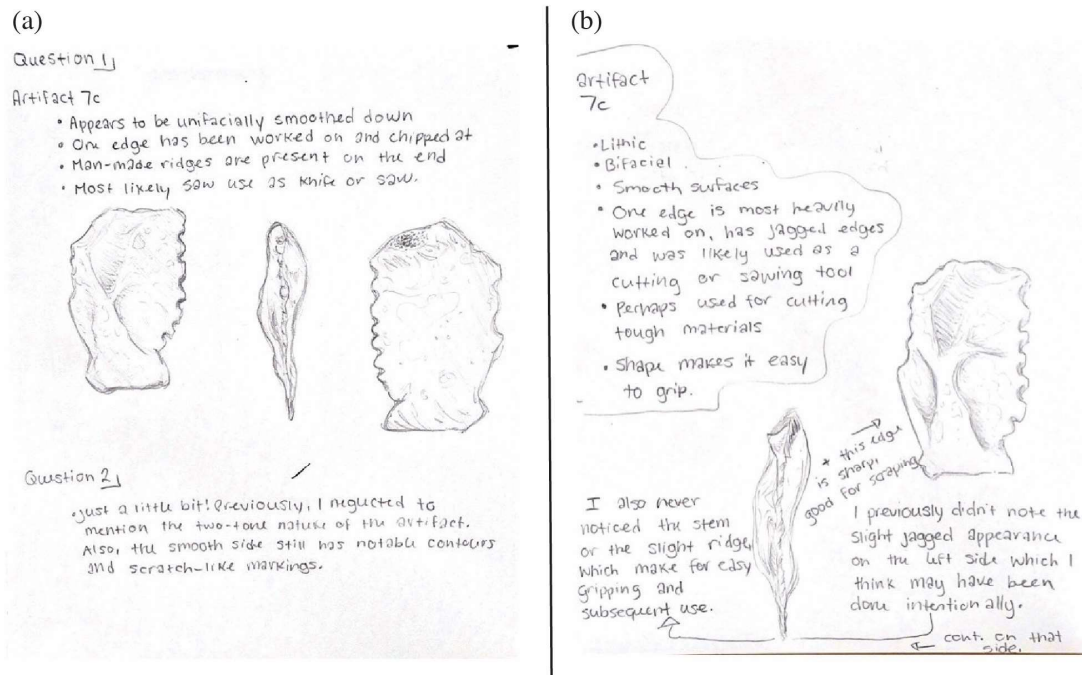 (a)
Question 1
Artifact 7c
• Appears to be unifacially smoothed down
• One edge has been worked on and chipped at
• Man-made ridges are present on the end
• Most likely saw use as knife or saw.
Question 2
• Just a little bit! Previously, I neglected to
mention the two-tone nature of the artifact.
Also, the smooth side still has notable contours
and scratch-like markings.
(b)
artifact
7c
• Lithic
• Bifacial
• Smooth surfaces
• One edge is most heavily
worked on, has jagged edges
and was likely used as a
cutting or sawing tool
• Perhaps used for cutting
tough materials
• Shape makes it easy
to grip.
* this edge
is sharp,
good for scraping
I previously didn't note the
slight jagged appearance
on the left side which I
think may have been
done intentionally.
cont. on that
side.
I also never
noticed the stem
or the slight ridge,
which make for easy
gripping and
subsequent use.